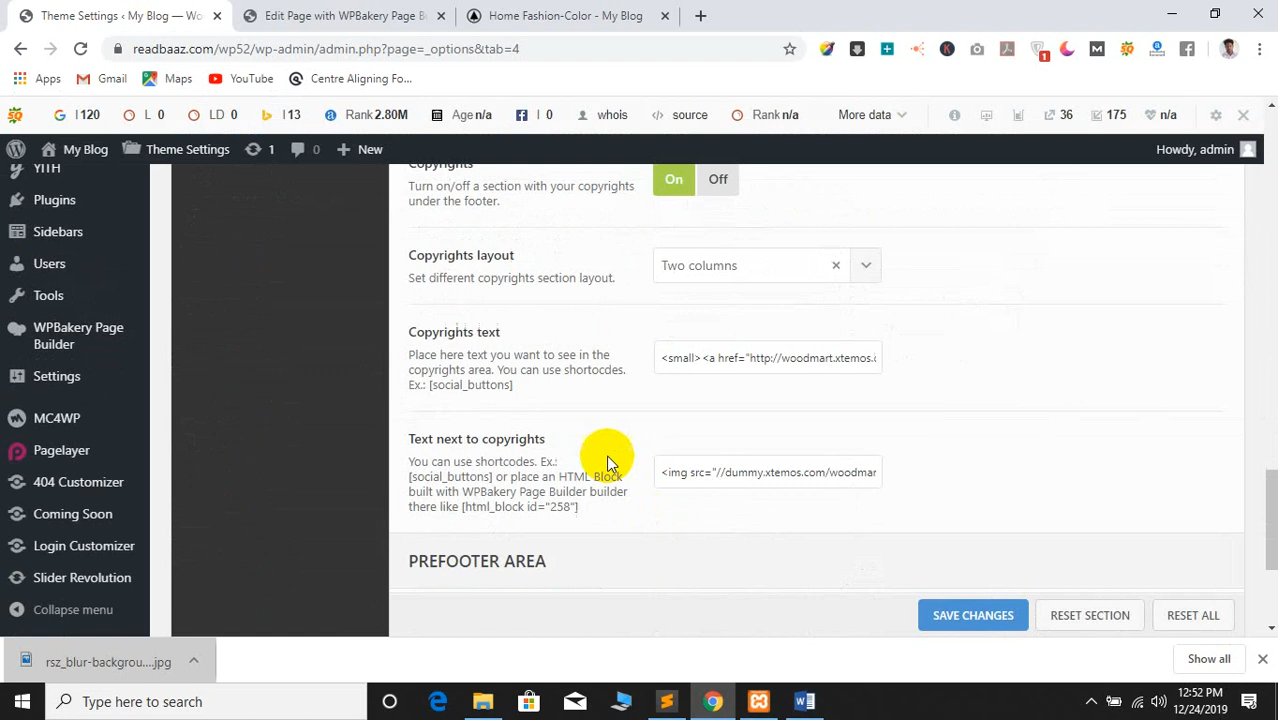 Theme Settings ‹ My Blog — Wo
Edit Page with WPBakery Page B
Home Fashion-Color - My Blog
readbaaz.com/wp52/wp-admin/admin.php?page=_options&tab=4
Apps Gmail Maps YouTube Centre Aligning Fo...
I 120 L 0 LD 0 I 13 Rank 2.80M Age n/a I 0 whois source Rank n/a More data 36 175 n/a
My Blog Theme Settings 1 0 New Howdy, admin
YITH
Plugins
Sidebars
Users
Tools
WPBakery Page
Builder
Settings
MC4WP
Pagelayer
404 Customizer
Coming Soon
Login Customizer
Slider Revolution
Collapse menu
Copyrights
Turn on/off a section with your copyrights
under the footer.
On Off
Copyrights layout
Set different copyrights section layout.
Two columns
Copyrights text
Place here text you want to see in the
copyrights area. You can use shortocdes.
Ex.: [social_buttons]
<small><a href="http://woodmart.xtemos.c
Text next to copyrights
You can use shortcodes. Ex.:
[social_buttons] or place an HTML Block
built with WPBakery Page Builder builder
there like [html_block id="258"]
<img src="//dummy.xtemos.com/woodmar
PREFOOTER AREA
SAVE CHANGES RESET SECTION RESET ALL
rsz_blur-backgrou....jpg
Show all
Type here to search
12:52 PM
12/24/2019